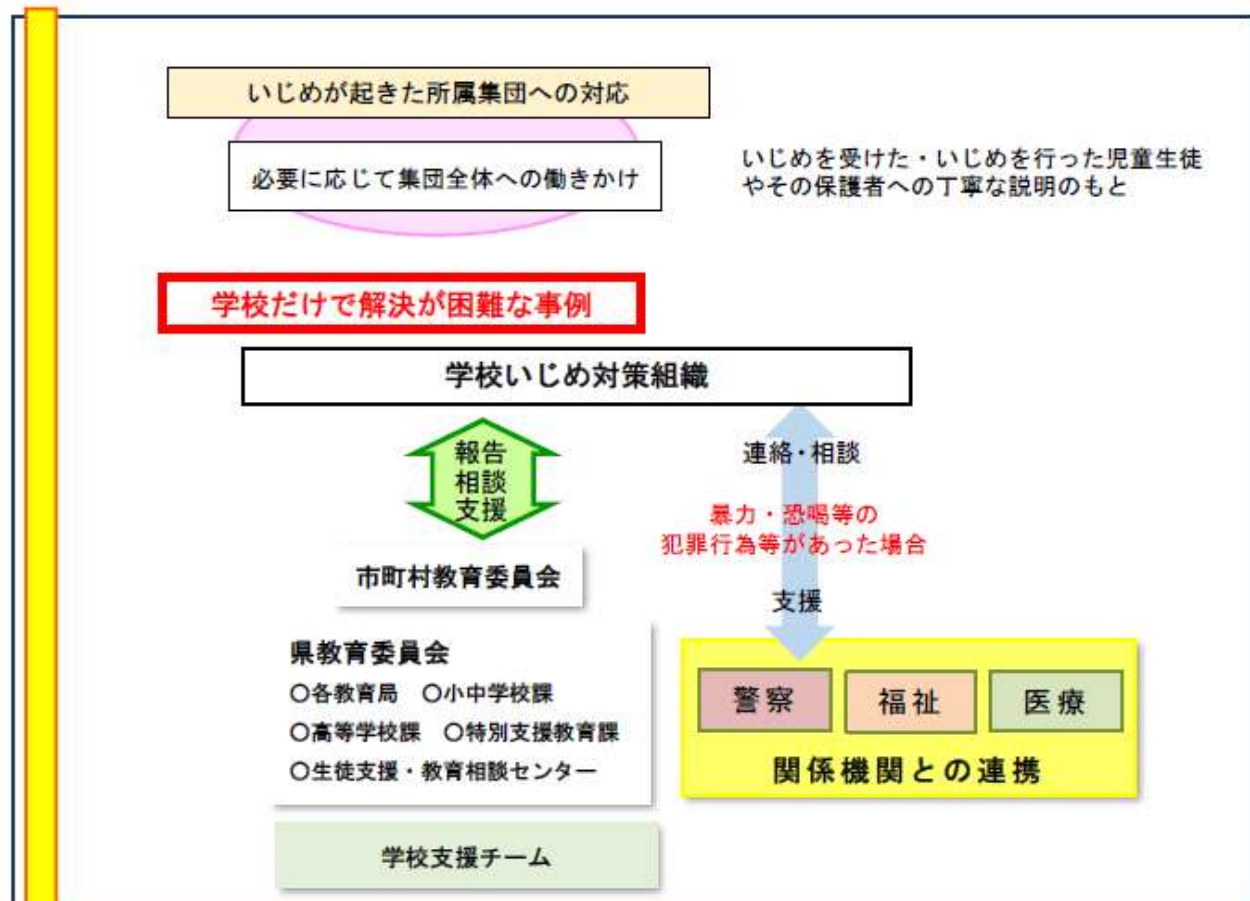 いじめが起きた所属集団への対応
必要に応じて集団全体への働きかけ
いじめを受けた・いじめを行った児童生徒
やその保護者への丁寧な説明のもと
学校だけで解決が困難な事例
学校いじめ対策組織
報告
相談
支援
連絡・相談
暴力・恐喝等の
犯罪行為等があった場合
支援
市町村教育委員会
県教育委員会
〇各教育局　〇小中学校課
〇高等学校課　〇特別支援教育課
〇生徒支援・教育相談センター
学校支援チーム
警察
福祉
医療
関係機関との連携